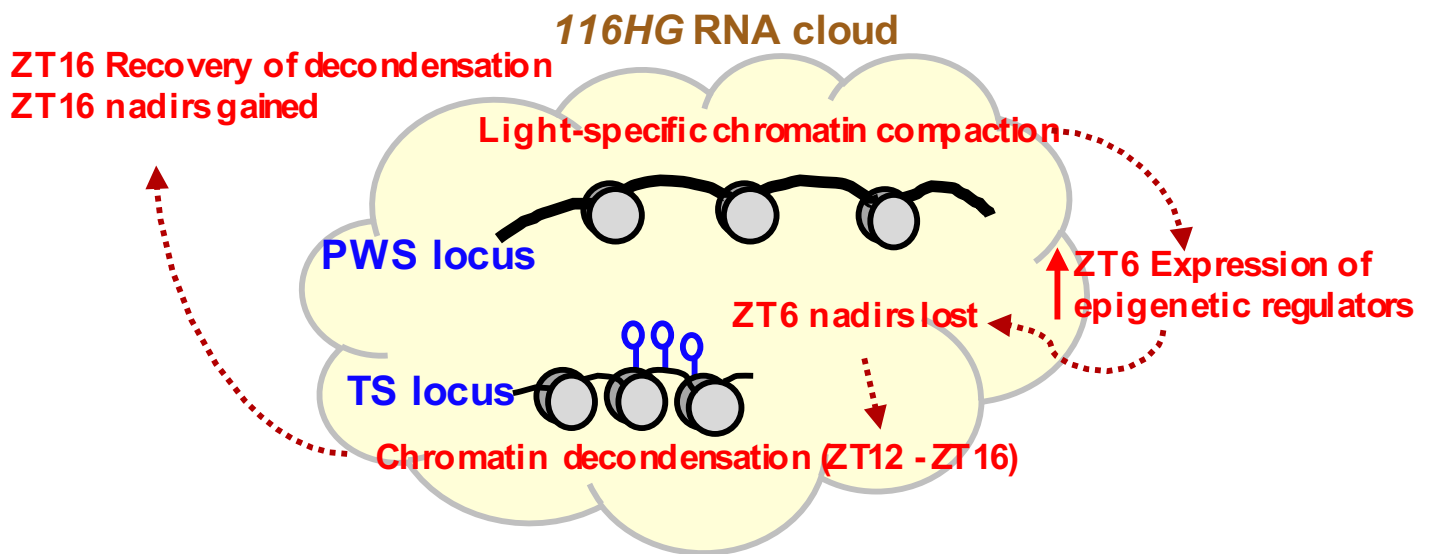 116HG RNA cloud
ZT16 Recovery of decondensation
ZT16 nadirs gained
Light-specific chromatin compaction
PWS locus
ZT6 Expression of
epigenetic regulators
ZT6 nadirs lost
TS locus
Chromatin decondensation (ZT12 - ZT16)